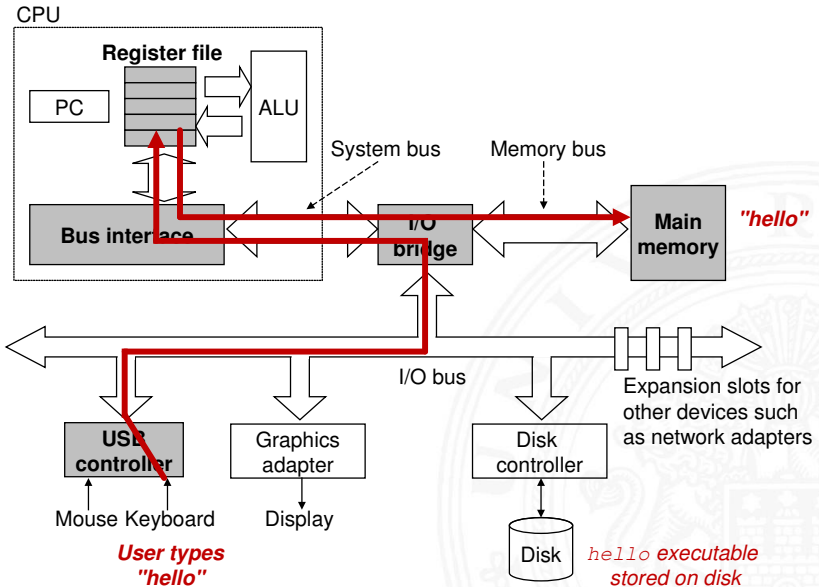 CPU
Register file
PC
ALU
System bus
Memory bus
Bus interface
I/O
bridge
Main
memory
"hello"
I/O bus
Expansion slots for
other devices such
as network adapters
USB
controller
Graphics
adapter
Disk
controller
Mouse Keyboard
Display
User types
"hello"
Disk
hello executable
stored on disk